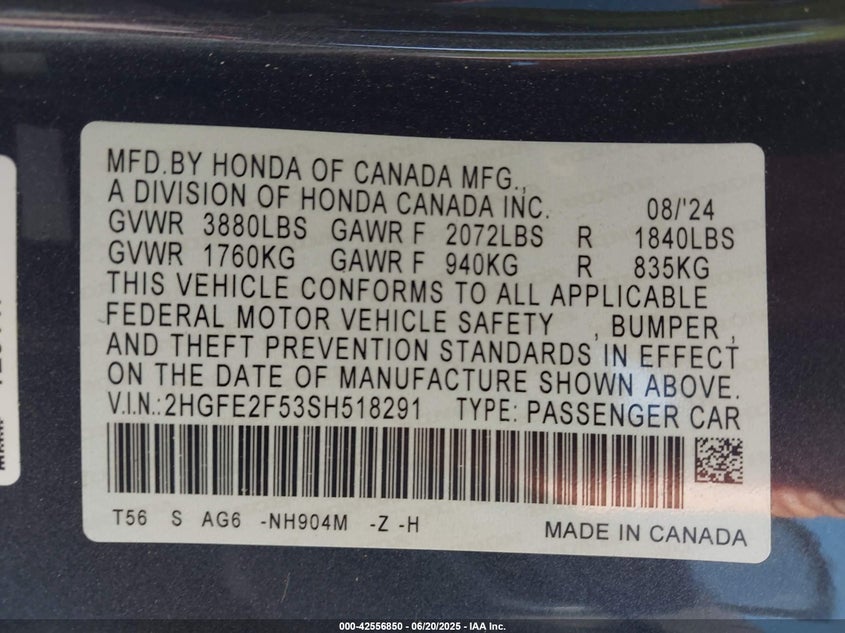 MFD.BY HONDA OF CANADA MFG.,
A DIVISION OF HONDA CANADA INC. 08/'24
GVWR 3880LBS GAWR F 2072LBS R 1840LBS
GVWR 1760KG GAWR F 940KG R 835KG
THIS VEHICLE CONFORMS TO ALL APPLICABLE
FEDERAL MOTOR VEHICLE SAFETY , BUMPER ,
AND THEFT PREVENTION STANDARDS IN EFFECT
ON THE DATE OF MANUFACTURE SHOWN ABOVE.
V.I.N.:2HGFE2F53SH518291 TYPE: PASSENGER CAR
T56 S AG6 -NH904M -Z -H
MADE IN CANADA
000-42556850 - 06/20/2025 - IAA Inc.